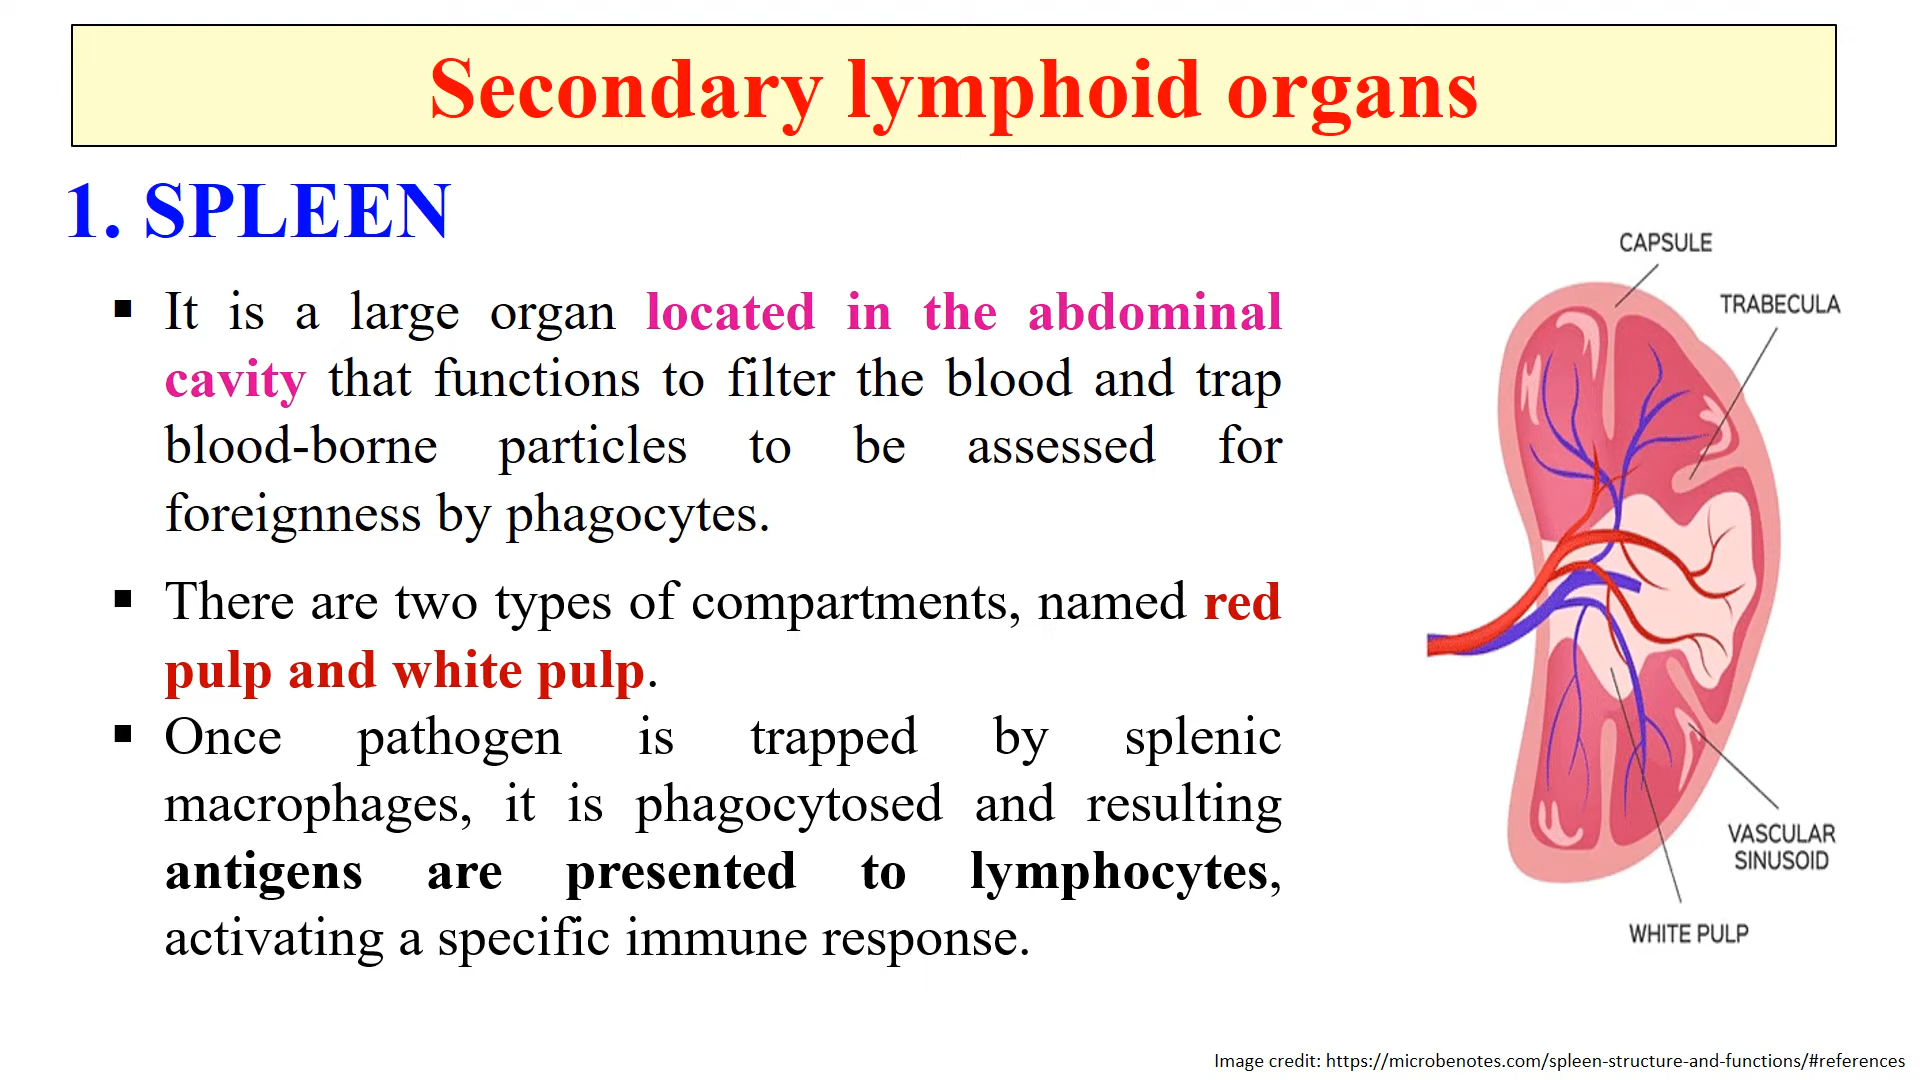 Secondary lymphoid organs
1. SPLEEN
▪ It is a large organ located in the abdominal
cavity that functions to filter the blood and trap
blood-borne particles to be assessed for
foreignness by phagocytes.
▪ There are two types of compartments, named red
pulp and white pulp.
▪ Once pathogen is trapped by splenic
macrophages, it is phagocytosed and resulting
antigens are presented to lymphocytes,
activating a specific immune response.
CAPSULE
TRABECULA
VASCULAR
SINUSOID
WHITE PULP
Image credit: https://microbenotes.com/spleen-structure-and-functions/#references